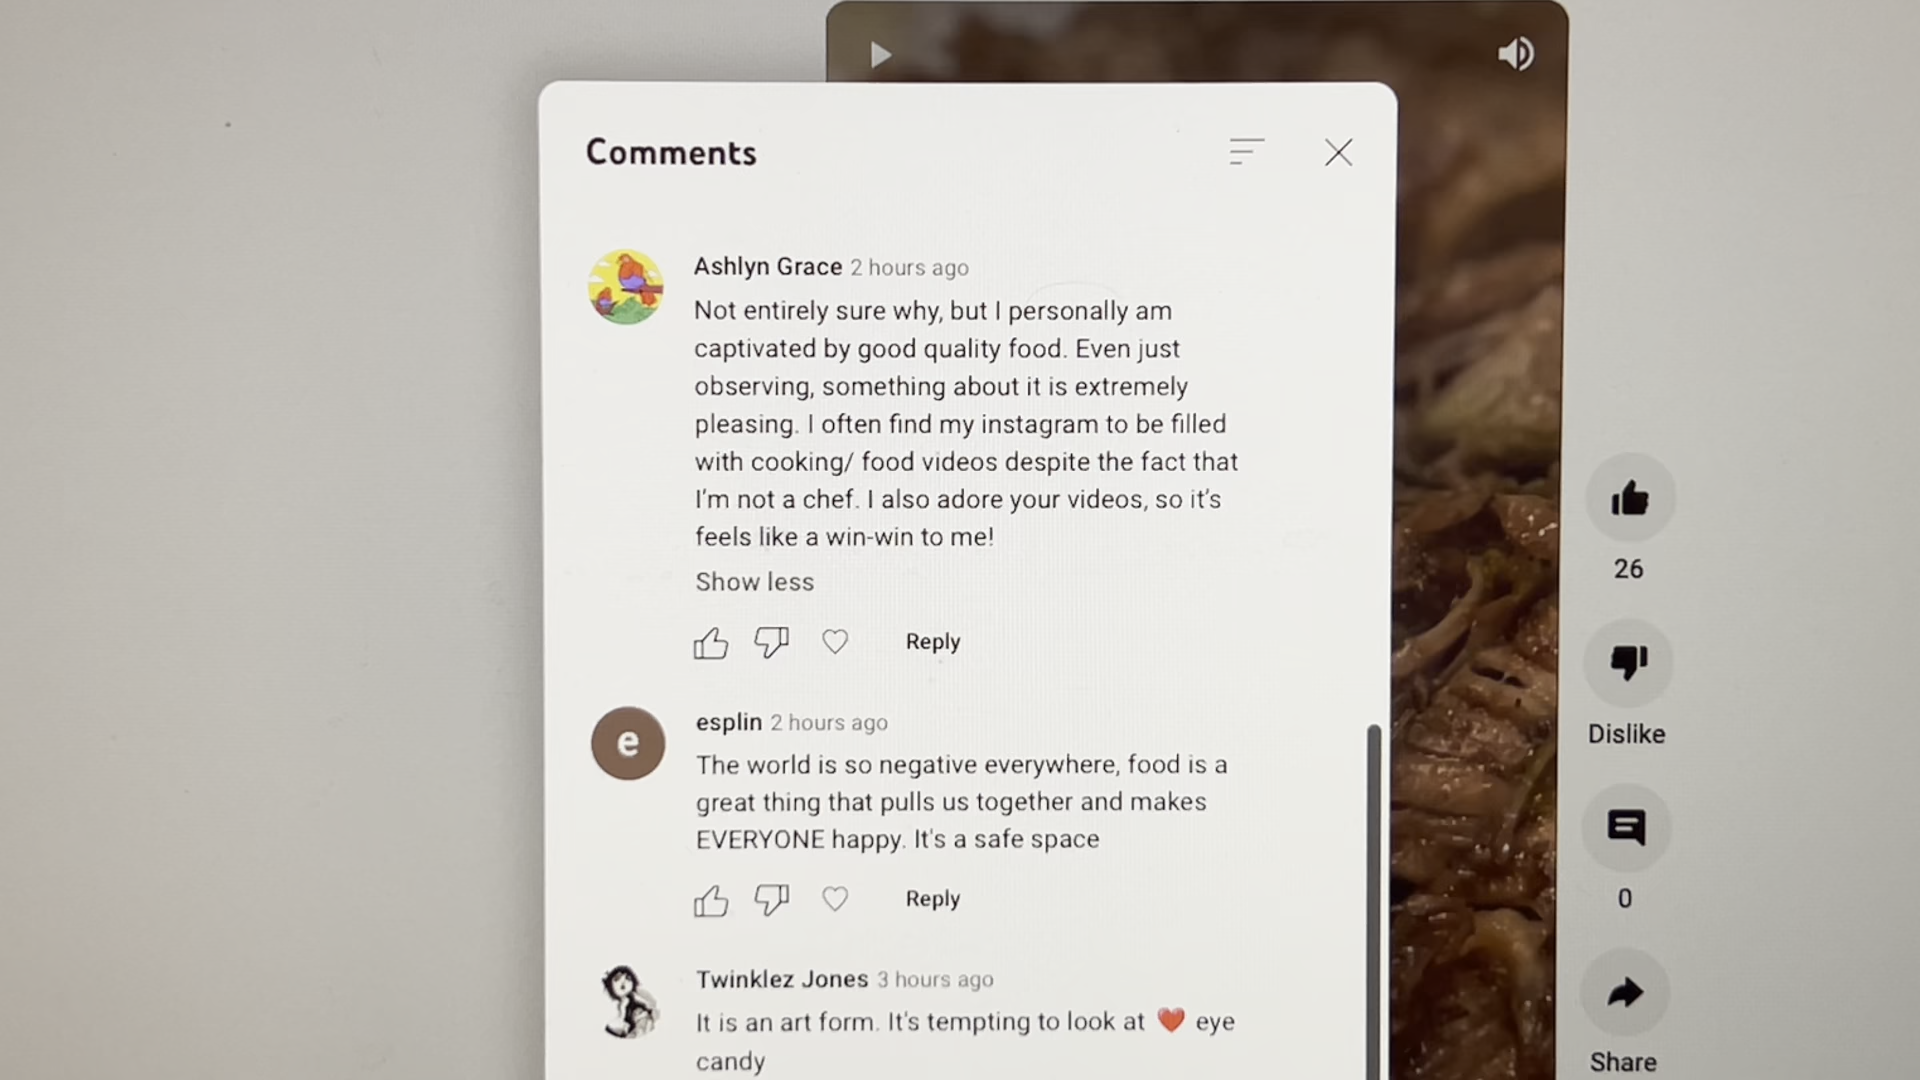 Comments
Ashlyn Grace 2 hours ago
Not entirely sure why, but I personally am
captivated by good quality food. Even just
observing, something about it is extremely
pleasing. I often find my instagram to be filled
with cooking/ food videos despite the fact that
I'm not a chef. I also adore your videos, so it's
feels like a win-win to me!
Show less
Reply
e
esplin 2 hours ago
The world is so negative everywhere, food is a
great thing that pulls us together and makes
EVERYONE happy. It's a safe space
Reply
Twinklez Jones 3 hours ago
It is an art form. It's tempting to look at ❤️ eye
candy
26
Dislike
0
Share